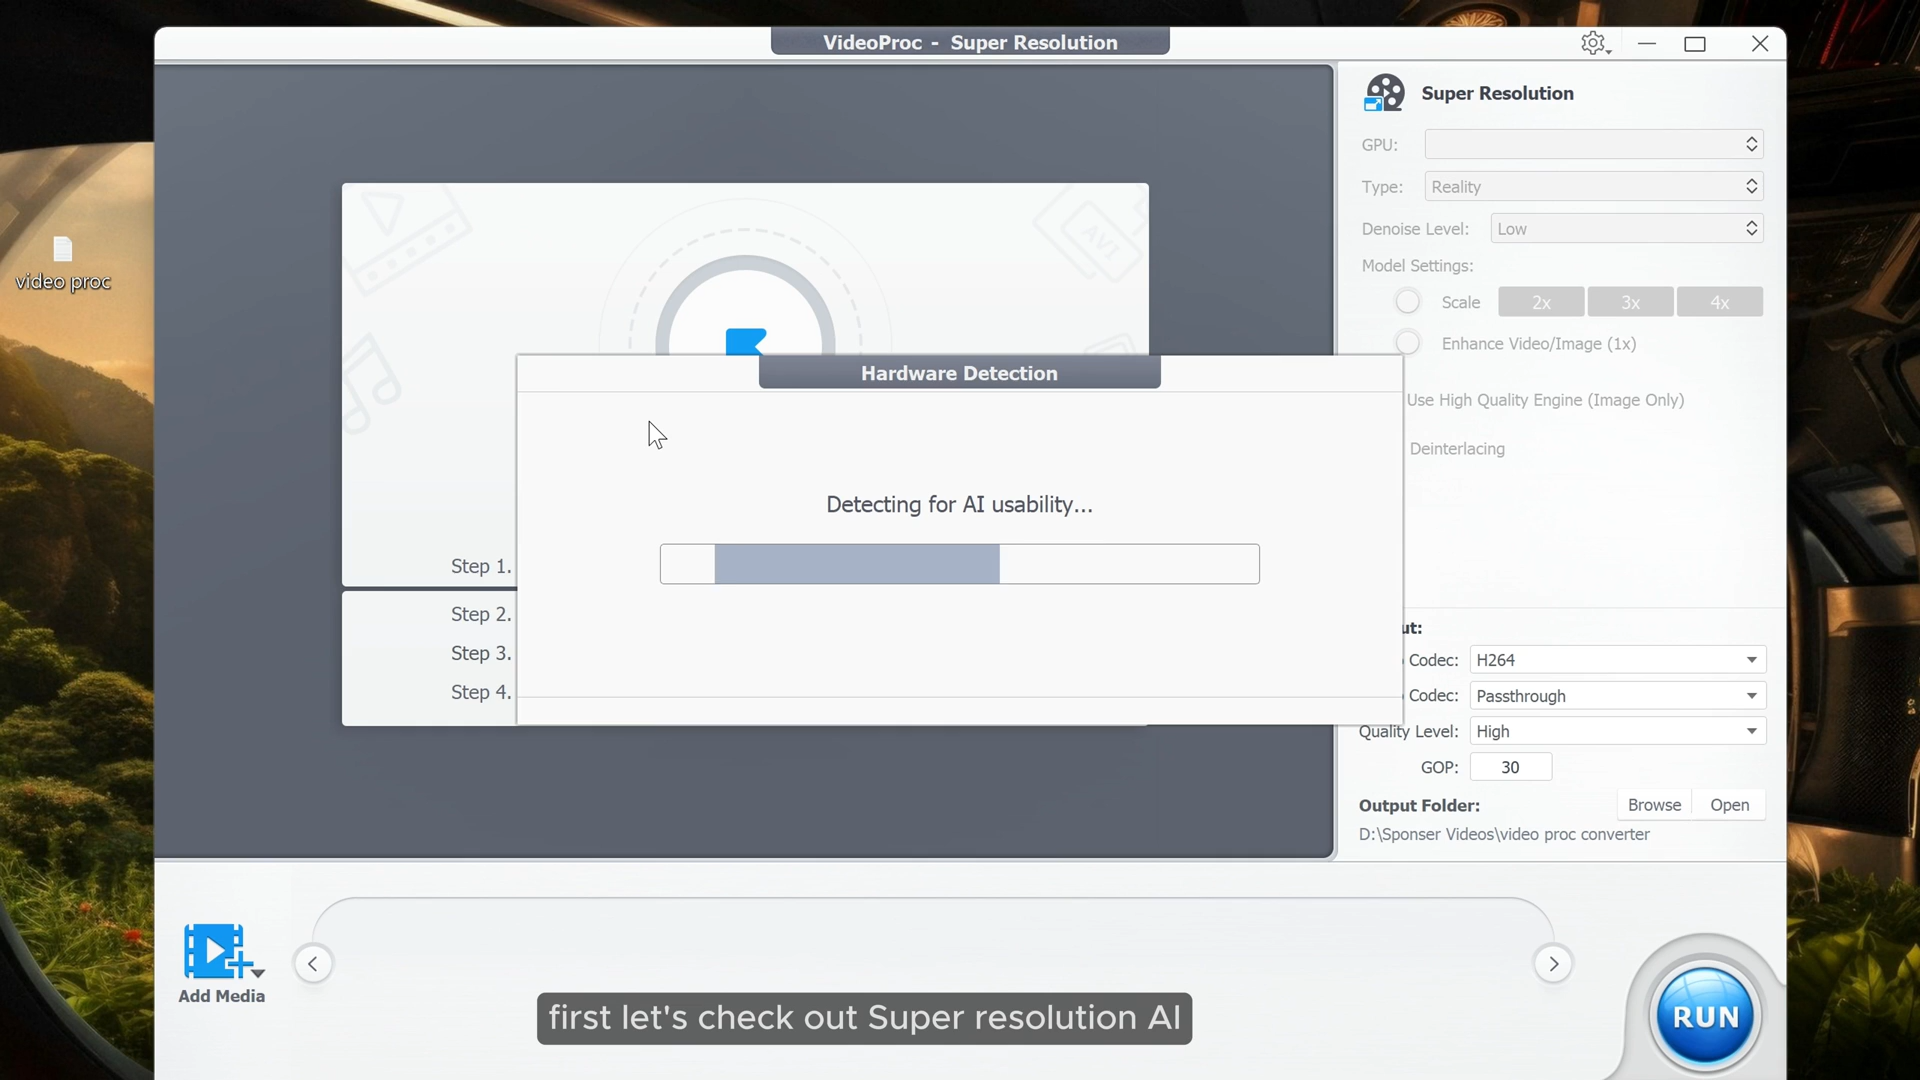 VideoProc - Super Resolution
Super Resolution
GPU:
Type: Reality
Denoise Level: Low
Model Settings:
Scale 2x 3x 4x
Enhance Video/Image (1x)
Use High Quality Engine (Image Only)
Deinterlacing
video proc
AVI
Hardware Detection
Detecting for AI usability...
Step 1.
Step 2.
Step 3.
Step 4.
ut:
Codec: H264
Codec: Passthrough
Quality Level: High
GOP: 30
Output Folder: Browse Open
D:\Sponser Videos\video proc converter
Add Media
first let's check out Super resolution AI
RUN